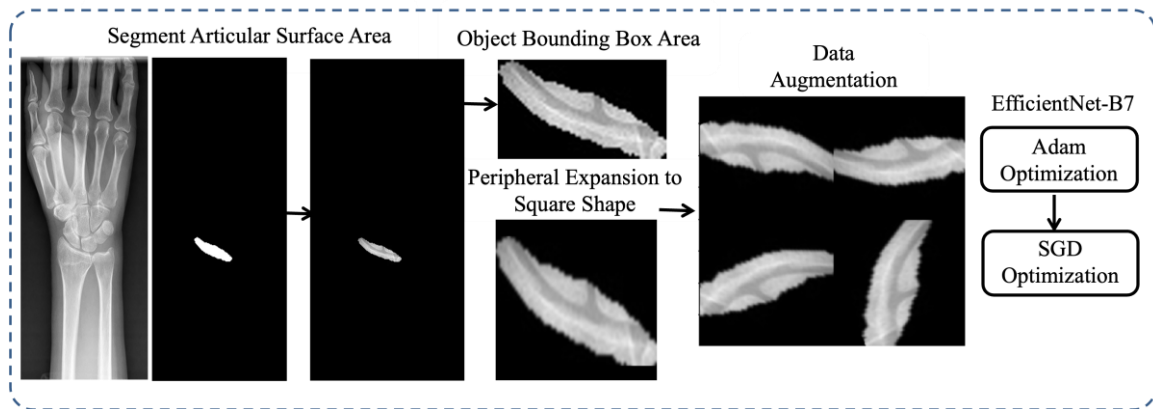 Segment Articular Surface Area
Object Bounding Box Area
Peripheral Expansion to
Square Shape
Data
Augmentation
EfficientNet-B7
Adam
Optimization
SGD
Optimization